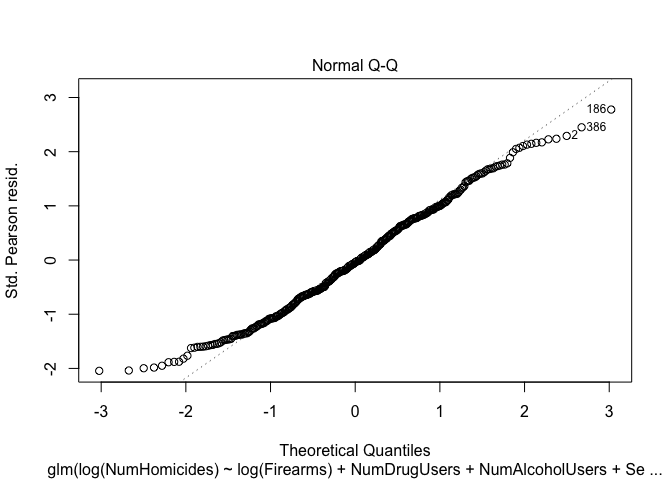 Normal Q-Q
Std. Pearson resid.
3
2
1
0
-1
-2
186
386
2
-3 -2 -1 0 1 2 3
Theoretical Quantiles
glm(log(NumHomicides) ~ log(Firearms) + NumDrugUsers + NumAlcoholUsers + Se ...